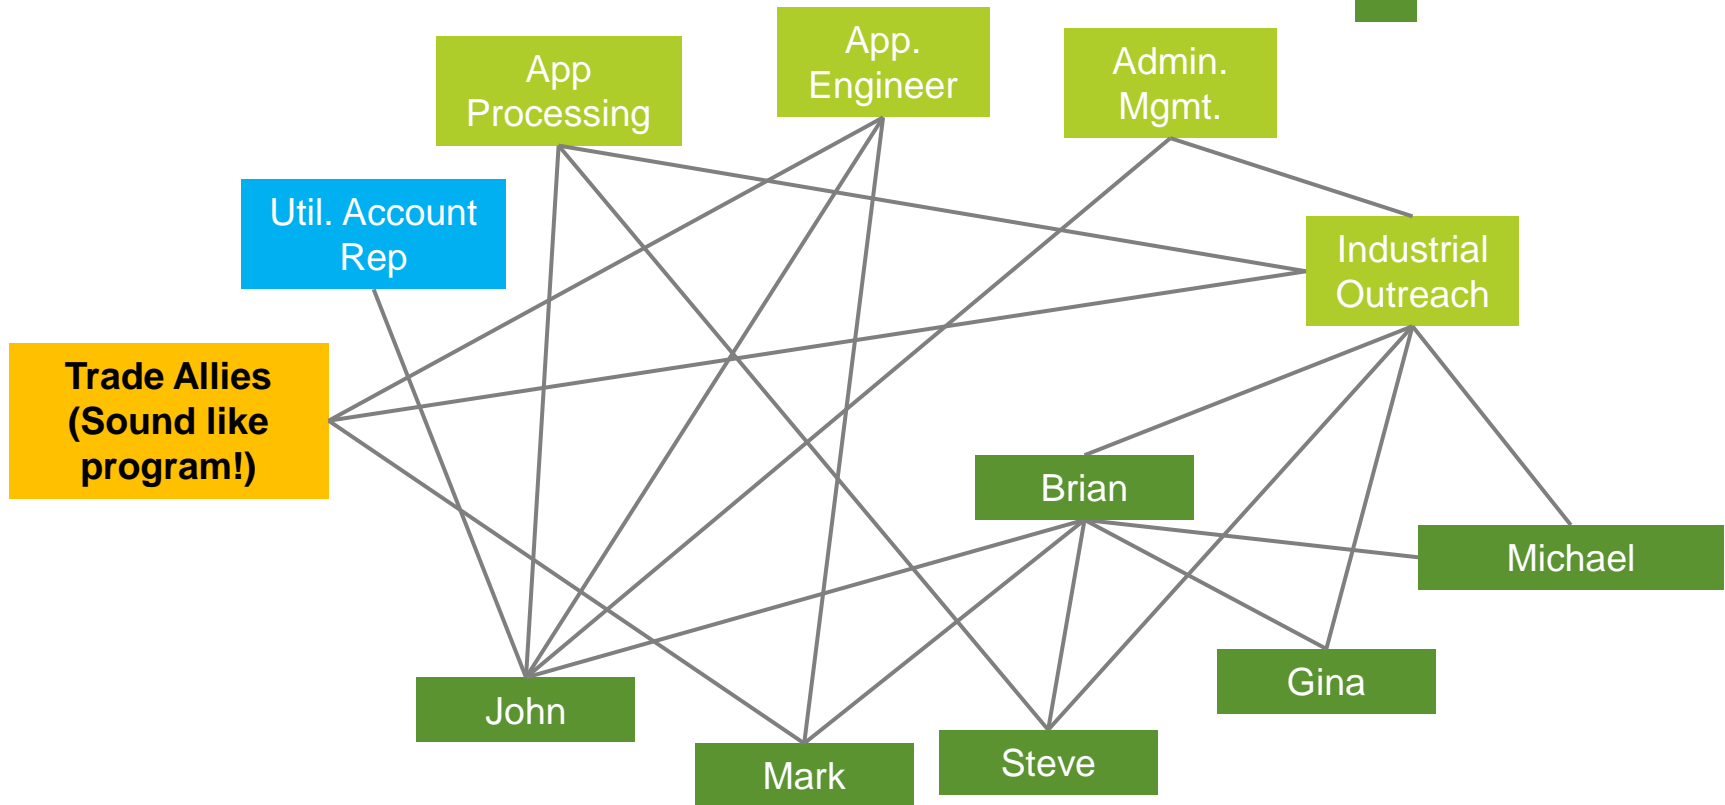 App
Processing
App.
Engineer
Admin.
Mgmt.
Util. Account
Rep
Industrial
Outreach
Trade Allies
(Sound like
program!)
Brian
Michael
Gina
John
Steve
Mark